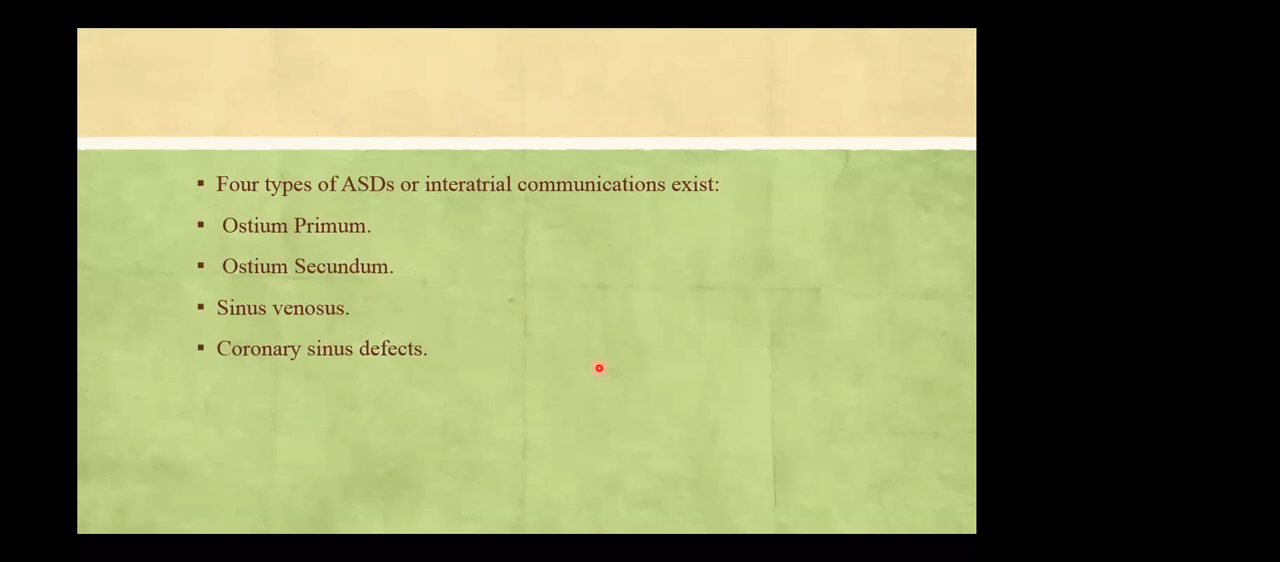 ▪ Four types of ASDs or interatrial communications exist:
▪ Ostium Primum.
▪ Ostium Secundum.
▪ Sinus venosus.
▪ Coronary sinus defects.